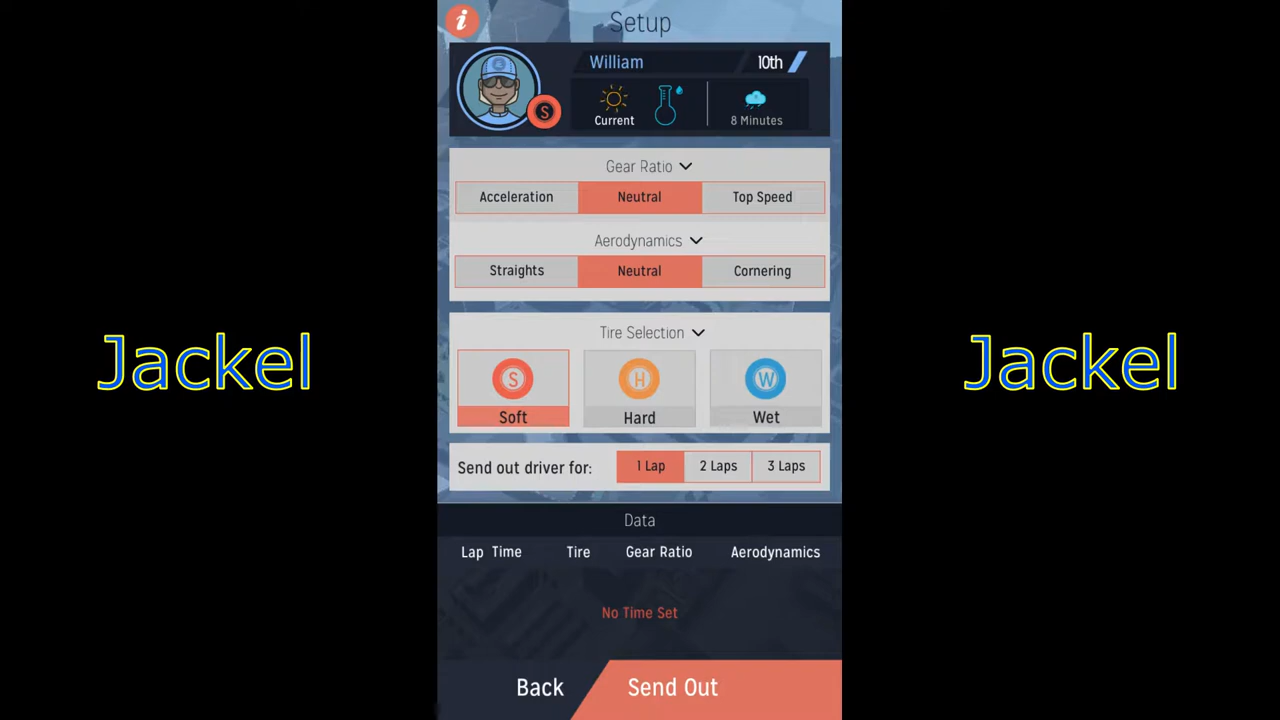 i
Setup
William 10th
S
Current 8 Minutes
Gear Ratio
Acceleration Neutral Top Speed
Aerodynamics
Straights Neutral Cornering
Jackel Jackel
Tire Selection
S H W
Soft Hard Wet
Send out driver for: 1 Lap 2 Laps 3 Laps
Data
Lap Time Tire Gear Ratio Aerodynamics
No Time Set
Back Send Out